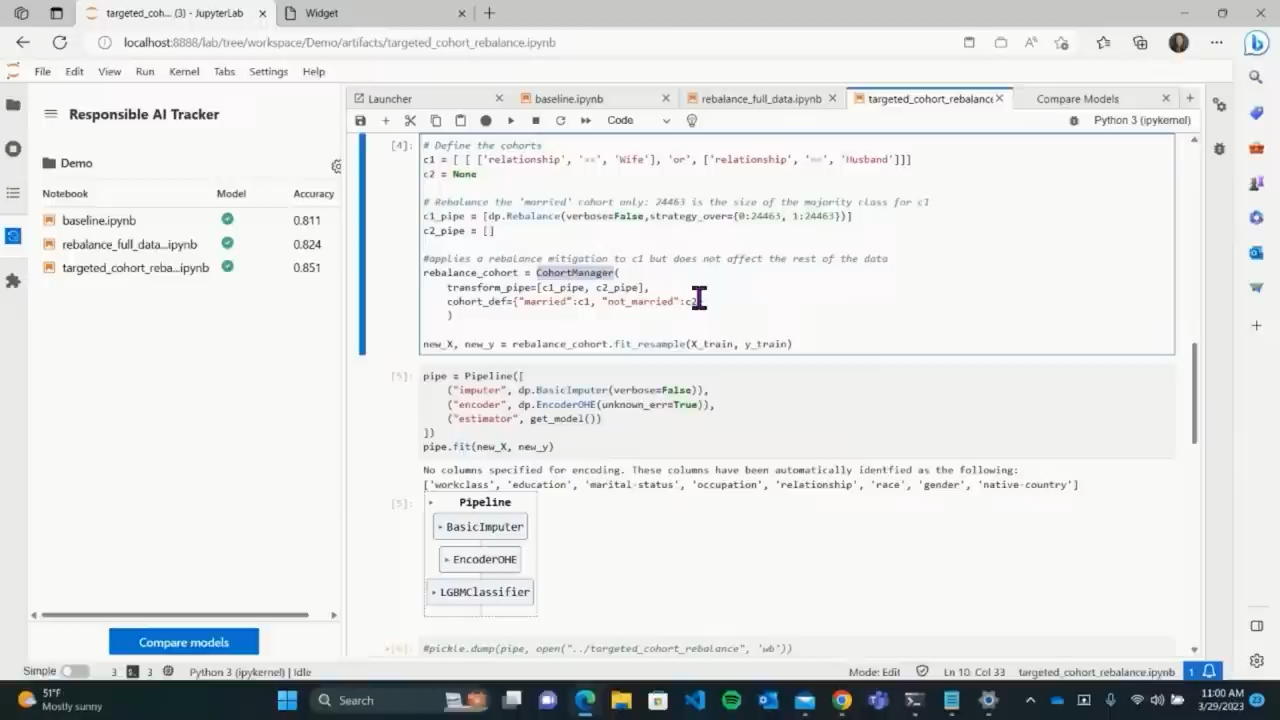 targeted_coh... (3) - JupyterLab
Widget
localhost:8888/lab/tree/workspace/Demo/artifacts/targeted_cohort_rebalance.ipynb
File Edit View Run Kernel Tabs Settings Help
Responsible AI Tracker
Demo
Notebook Model Accuracy
baseline.ipynb 0.811
rebalance_full_data...ipynb 0.824
targeted_cohort_reba...ipynb 0.851
Compare models
Launcher baseline.ipynb rebalance_full_data.ipynb targeted_cohort_rebalance Compare Models
Code Python 3 (ipykernel)
[4]:
# Define the cohorts
c1 = [ [ ['relationship', '==', 'Wife'], 'or', ['relationship', '==', 'Husband']]]
c2 = None
# Rebalance the 'married' cohort only: 24463 is the size of the majority class for c1
c1_pipe = [dp.Rebalance(verbose=False,strategy_over={0:24463, 1:24463})]
c2_pipe = []
#applies a rebalance mitigation to c1 but does not affect the rest of the data
rebalance_cohort = CohortManager(
transform_pipe=[c1_pipe, c2_pipe],
cohort_def={"married":c1, "not_married":c2
)
new_X, new_y = rebalance_cohort.fit_resample(X_train, y_train)
[5]:
pipe = Pipeline([
("imputer", dp.BasicImputer(verbose=False)),
("encoder", dp.EncoderOHE(unknown_err=True)),
("estimator", get_model())
])
pipe.fit(new_X, new_y)
No columns specified for encoding. These columns have been automatically identfied as the following:
['workclass', 'education', 'marital-status', 'occupation', 'relationship', 'race', 'gender', 'native-country']
[5]:
Pipeline
BasicImputer
EncoderOHE
LGBMClassifier
[6]:
#pickle.dump(pipe, open("../targeted_cohort_rebalance", 'wb'))
Simple 3 3 Python 3 (ipykernel) | Idle Mode: Edit Ln 10, Col 33 targeted_cohort_rebalance.ipynb 1
51°F
Mostly sunny
Search
11:00 AM
3/29/2023